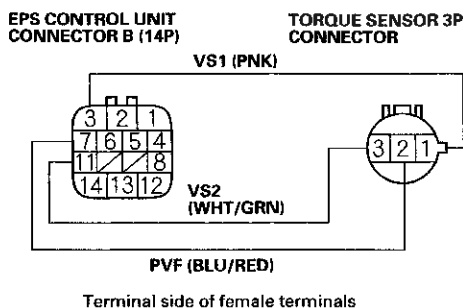 EPS CONTROL UNIT
CONNECTOR B (14P)
TORQUE SENSOR 3P
CONNECTOR
VS1 (PNK)
3 2 1
7 6 5 4
11 8
14 13 12
3 2 1
VS2
(WHT/GRN)
PVF (BLU/RED)
Terminal side of female terminals